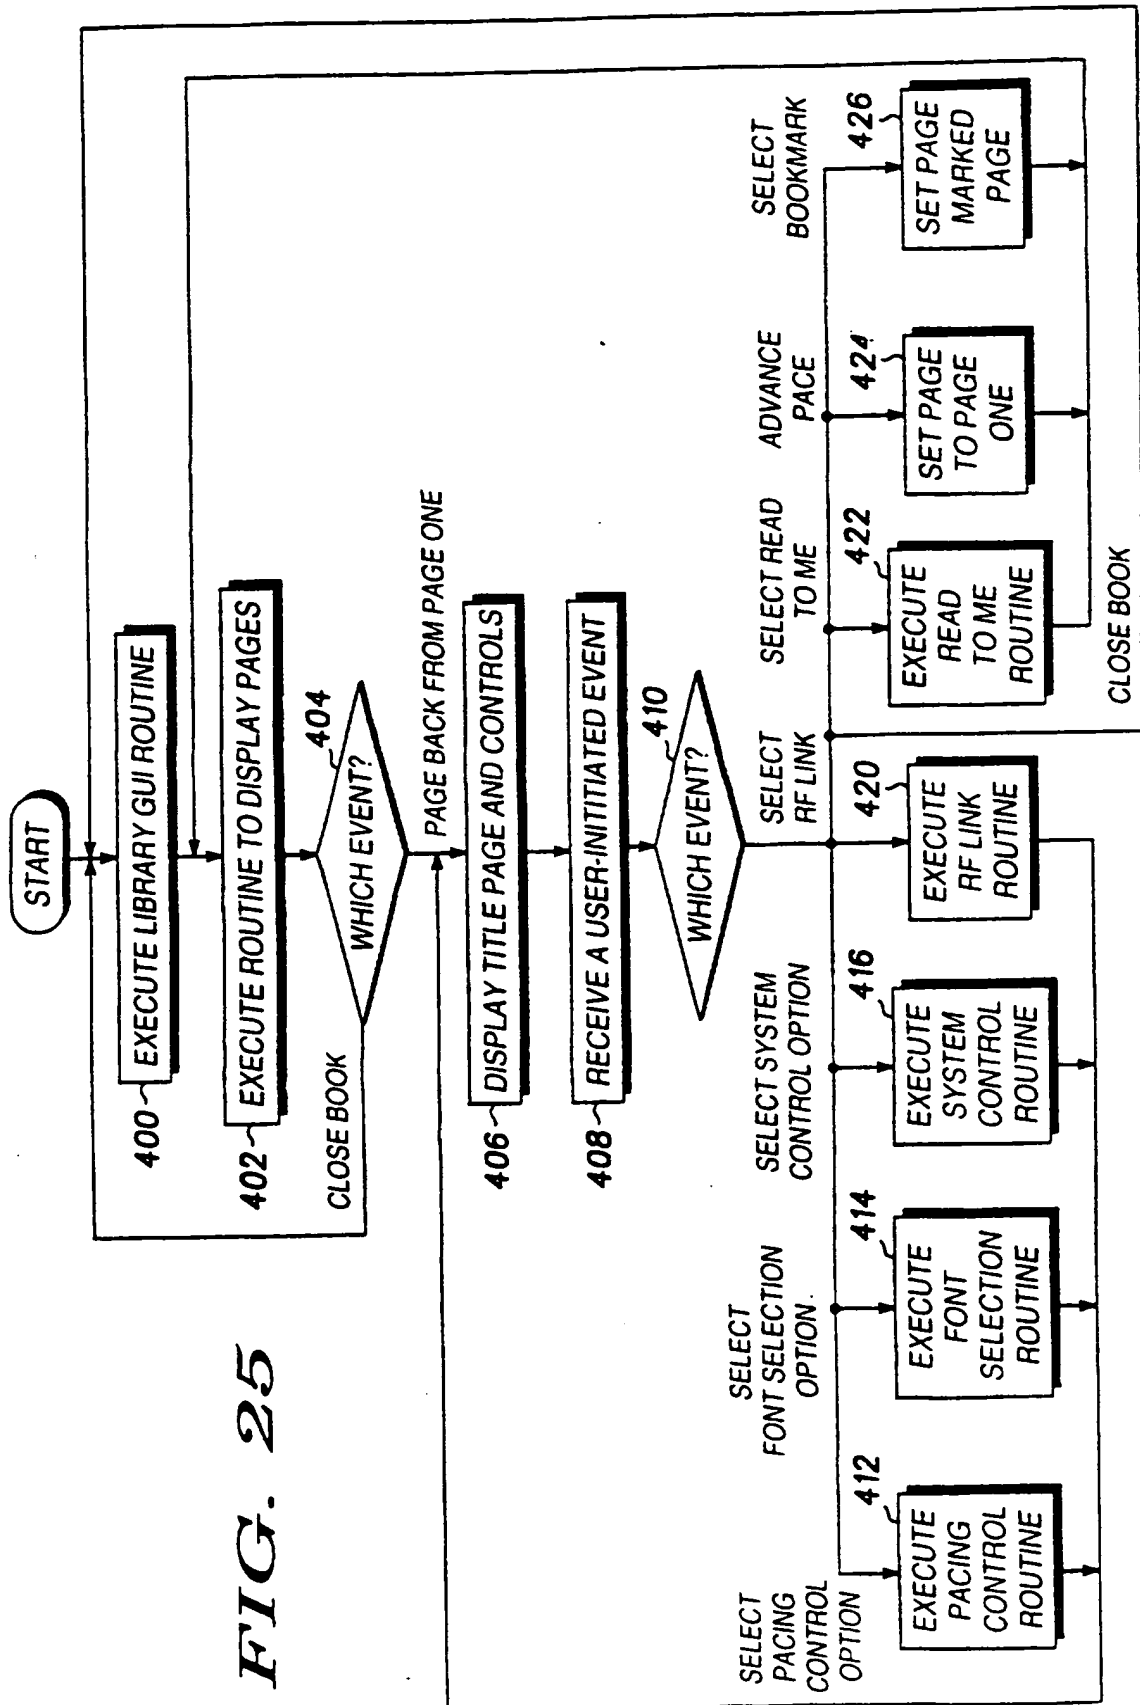 FIG. 25
START
400
EXECUTE LIBRARY GUI ROUTINE
402
EXECUTE ROUTINE TO DISPLAY PAGES
404
WHICH EVENT?
CLOSE BOOK
PAGE BACK FROM PAGE ONE
406
DISPLAY TITLE PAGE AND CONTROLS
408
RECEIVE A USER-INITITIATED EVENT
410
WHICH EVENT?
SELECT
PACING
CONTROL
OPTION
412
EXECUTE
PACING
CONTROL
ROUTINE
SELECT
FONT SELECTION
OPTION.
414
EXECUTE
FONT
SELECTION
ROUTINE
SELECT SYSTEM
CONTROL OPTION
416
EXECUTE
SYSTEM
CONTROL
ROUTINE
SELECT
RF LINK
420
EXECUTE
RF LINK
ROUTINE
SELECT READ
TO ME
422
EXECUTE
READ
TO ME
ROUTINE
ADVANCE
PACE
424
SET PAGE
TO PAGE
ONE
SELECT
BOOKMARK
426
SET PAGE
MARKED
PAGE
CLOSE BOOK